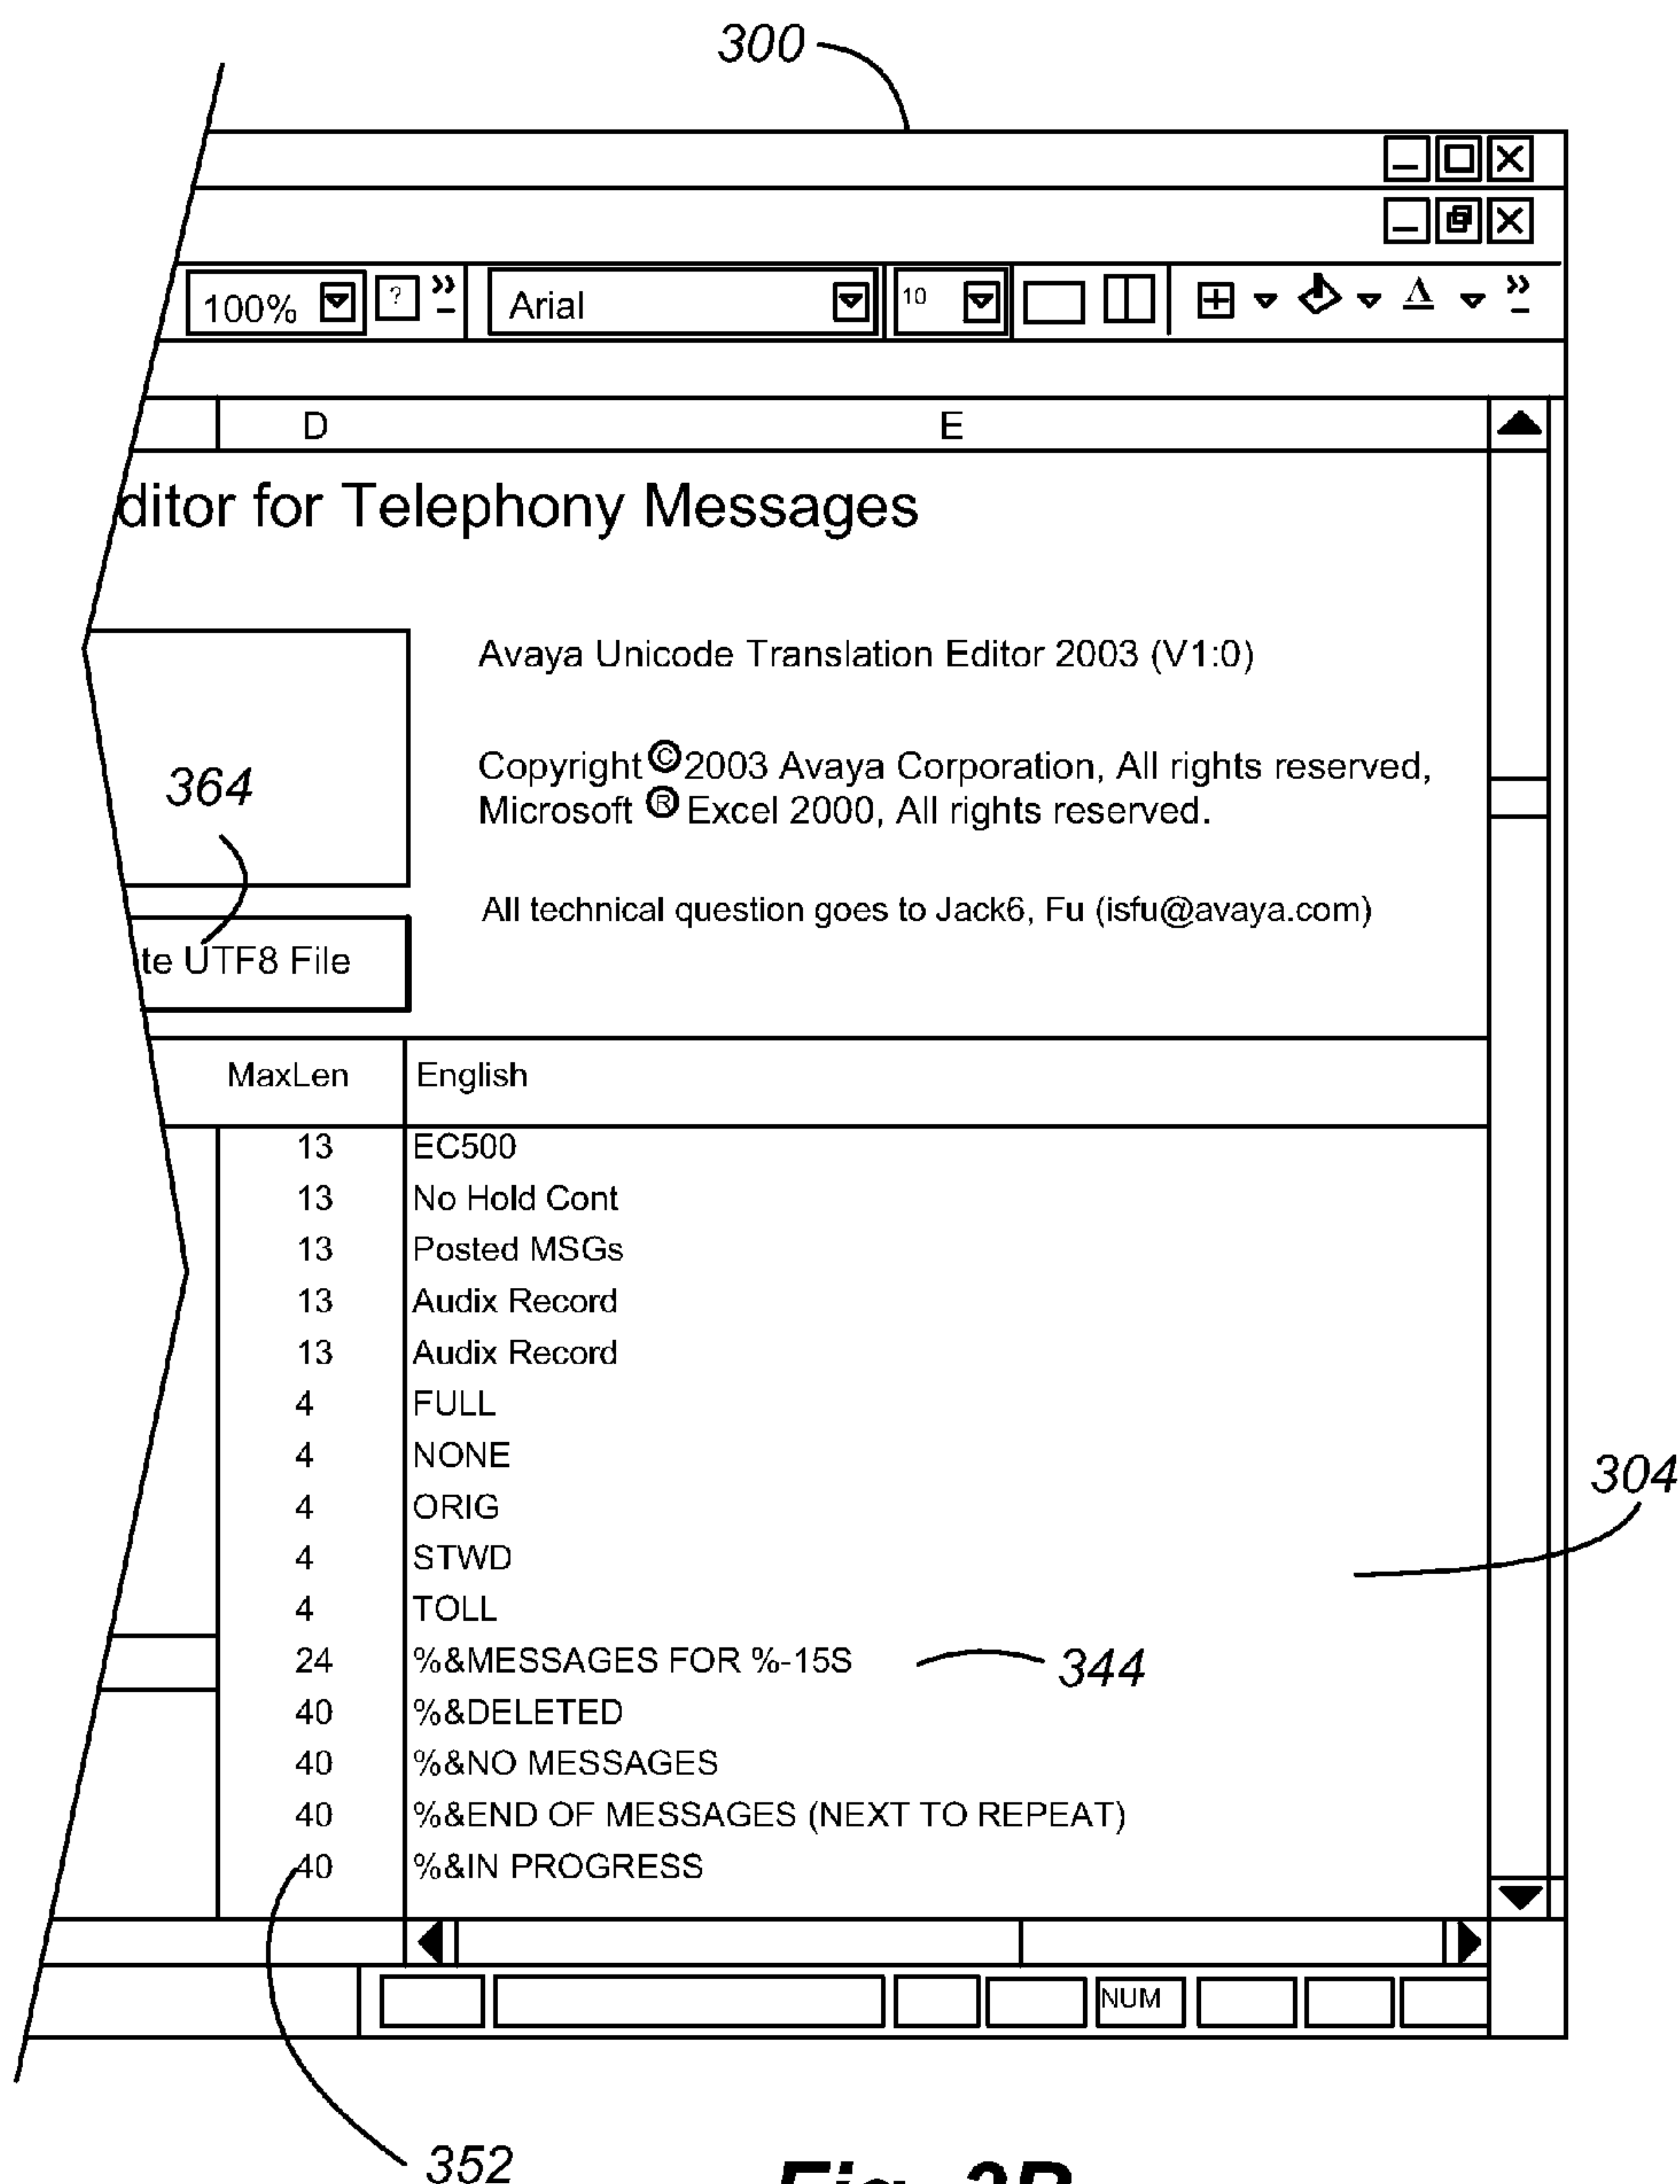 300
100% ? »
Arial
10
A »
D E
ditor for Telephony Messages
Avaya Unicode Translation Editor 2003 (V1:0)
364
Copyright © 2003 Avaya Corporation, All rights reserved,
Microsoft ® Excel 2000, All rights reserved.
All technical question goes to Jack6, Fu (isfu@avaya.com)
te UTF8 File
MaxLen English
13 EC500
13 No Hold Cont
13 Posted MSGs
13 Audix Record
13 Audix Record
4 FULL
4 NONE
304
4 ORIG
4 STWD
4 TOLL
24 %&MESSAGES FOR %-15S 344
40 %&DELETED
40 %&NO MESSAGES
40 %&END OF MESSAGES (NEXT TO REPEAT)
40 %&IN PROGRESS
NUM
352